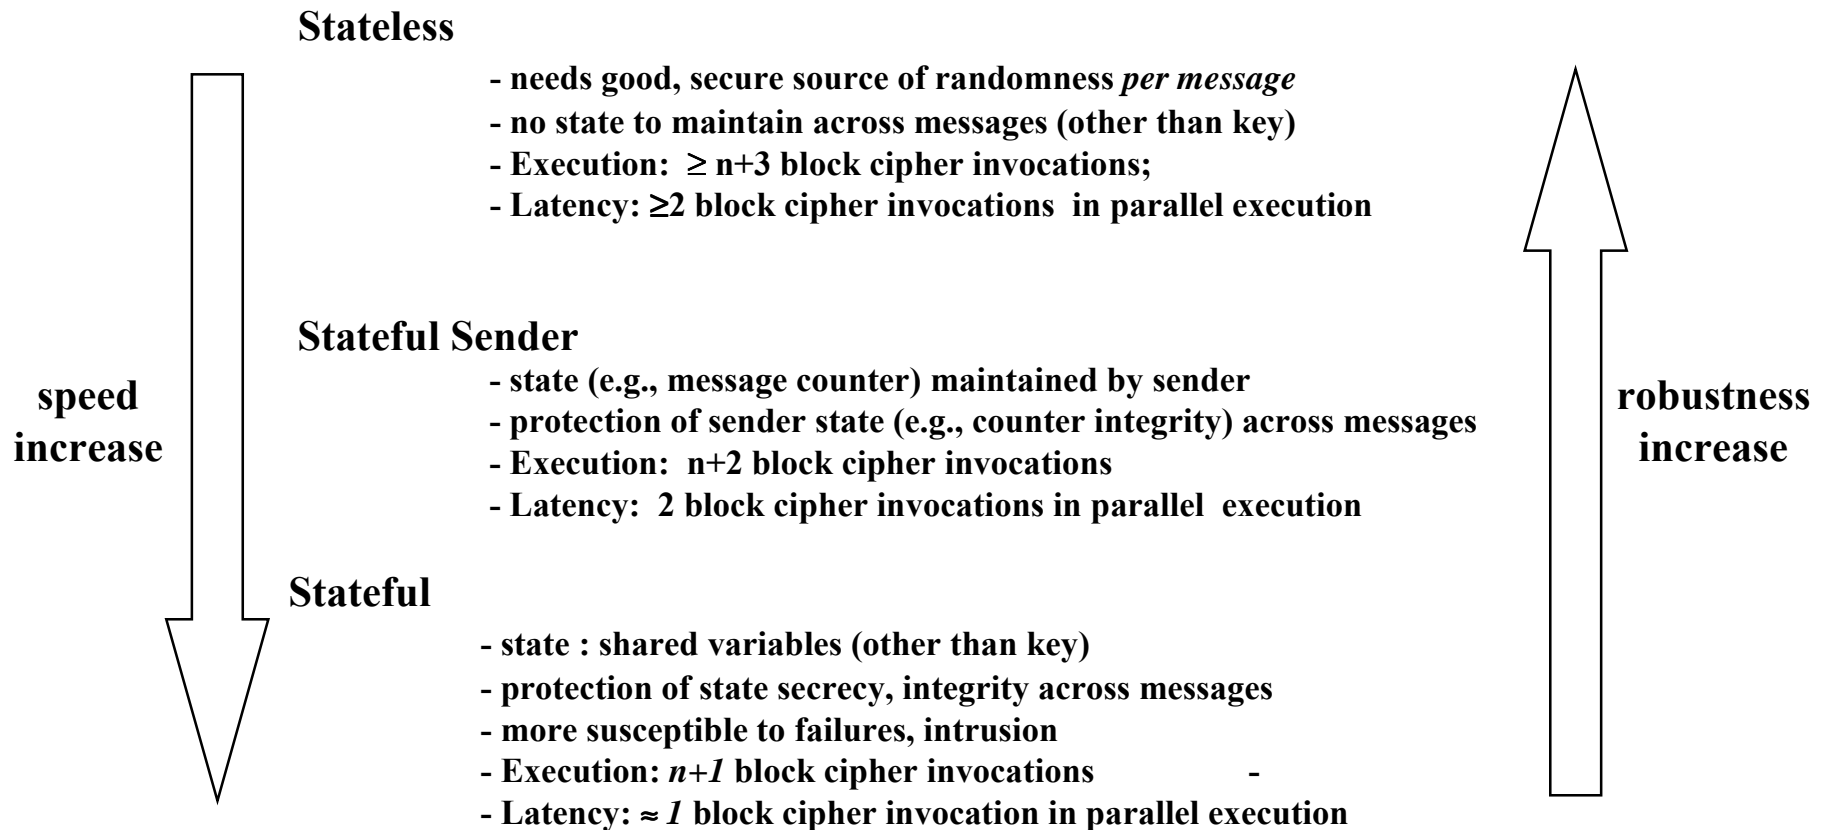 Stateless
- needs good, secure source of randomness per message
- no state to maintain across messages (other than key)
- Execution: ≥ n+3 block cipher invocations;
- Latency: ≥2 block cipher invocations in parallel execution
Stateful Sender
- state (e.g., message counter) maintained by sender
- protection of sender state (e.g., counter integrity) across messages
- Execution: n+2 block cipher invocations
- Latency: 2 block cipher invocations in parallel execution
speed
increase
robustness
increase
Stateful
- state : shared variables (other than key)
- protection of state secrecy, integrity across messages
- more susceptible to failures, intrusion
- Execution: n+1 block cipher invocations -
- Latency: ≈ 1 block cipher invocation in parallel execution